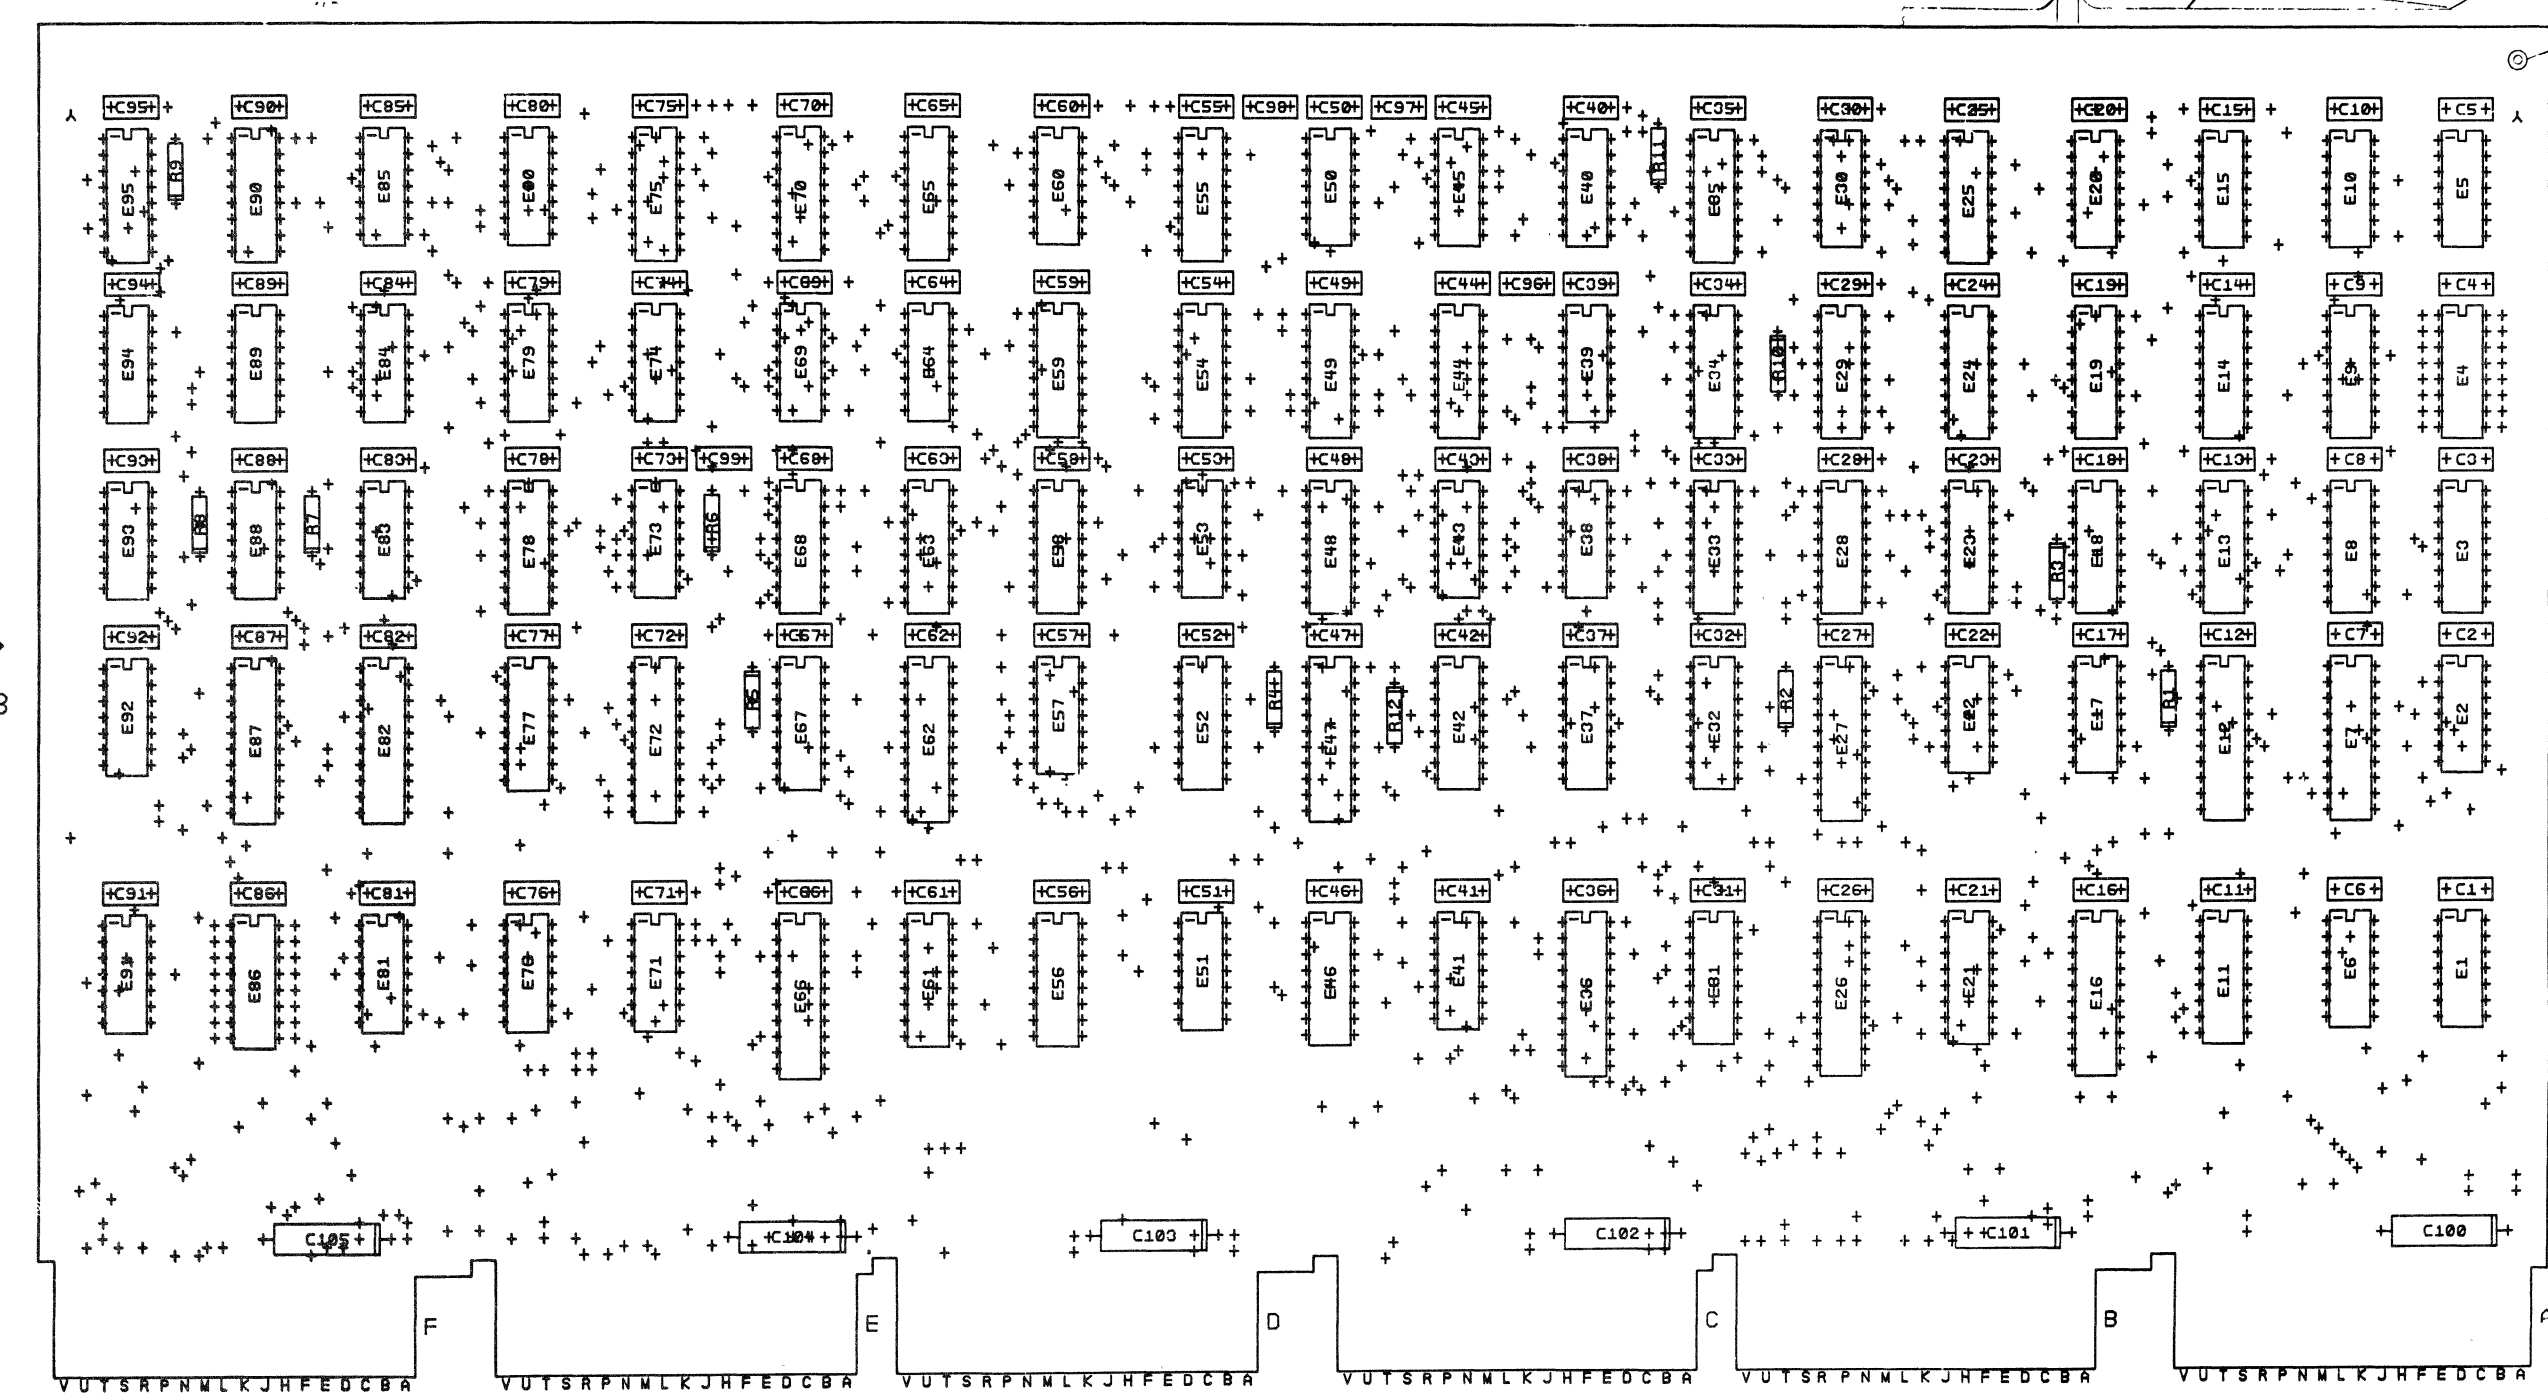 C95 C90 C85 C80 C75 C70 C65 C60 C55 C98 C50 C97 C45 C40 C35 C30 C25 C20 C15 C10 C5
E95 R9 E90 E85 E80 E75 E70 E65 E60 E55 E50 E45 E40 R11 E85 E30 E25 E20 E15 E10 E5
C94 C89 C84 C79 C74 C69 C64 C59 C54 C49 C44 C96 C39 C34 C29 C24 C19 C14 C9 C4
E94 E89 E84 E79 E74 E69 E64 E59 E54 E49 E44 E39 E34 R10 E29 E24 E19 E14 E9 E4
C93 C88 C83 C78 C73 C99 C68 C63 C58 C53 C48 C43 C38 C33 C28 C23 C18 C13 C8 C3
E93 R8 E88 R7 E83 E78 E73 R6 E68 E63 E53 E48 E43 E38 E33 E28 E23 R3 E18 E13 E8 E3
C92 C87 C82 C77 C72 C67 C62 C57 C52 C47 C42 C37 C32 C27 C22 C17 C12 C7 C2
E92 E87 E82 E77 E72 R5 E67 E62 E57 E52 R4 E47 R12 E42 E37 E32 R2 E27 E22 E17 R1 E12 E7 E2
C91 C86 C81 C76 C71 C66 C61 C56 C51 C46 C41 C36 C31 C26 C21 C16 C11 C6 C1
E91 E86 E81 E76 E71 E66 E61 E56 E51 E46 E41 E36 E81 E26 E21 E16 E11 E6 E1
C105 C104 C103 C102 C101 C100
F E D C B
V U T S R P N M L K J H F E D C B A V U T S R P N M L K J H F E D C B A V U T S R P N M L K J H F E D C B A V U T S R P N M L K J H F E D C B A V U T S R P N M L K J H F E D C B A V U T S R P N M L K J H F E D C B A